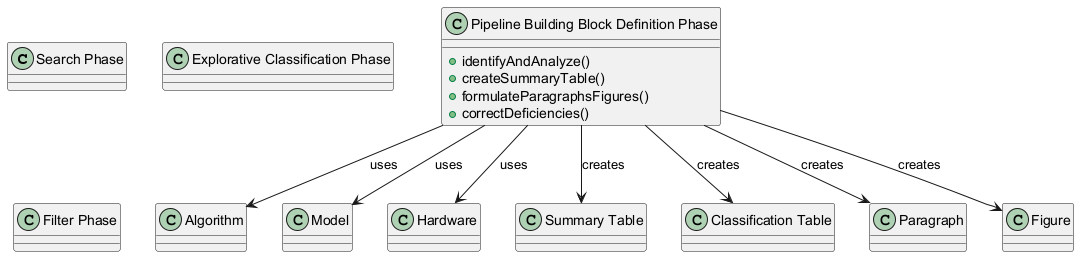 C Pipeline Building Block Definition Phase
identifyAndAnalyze()
createSummaryTable()
formulateParagraphsFigures()
correctDeficiencies()
C Search Phase
C Explorative Classification Phase
uses
uses
uses
creates
creates
creates
creates
C Filter Phase
C Algorithm
C Model
C Hardware
C Summary Table
C Classification Table
C Paragraph
C Figure